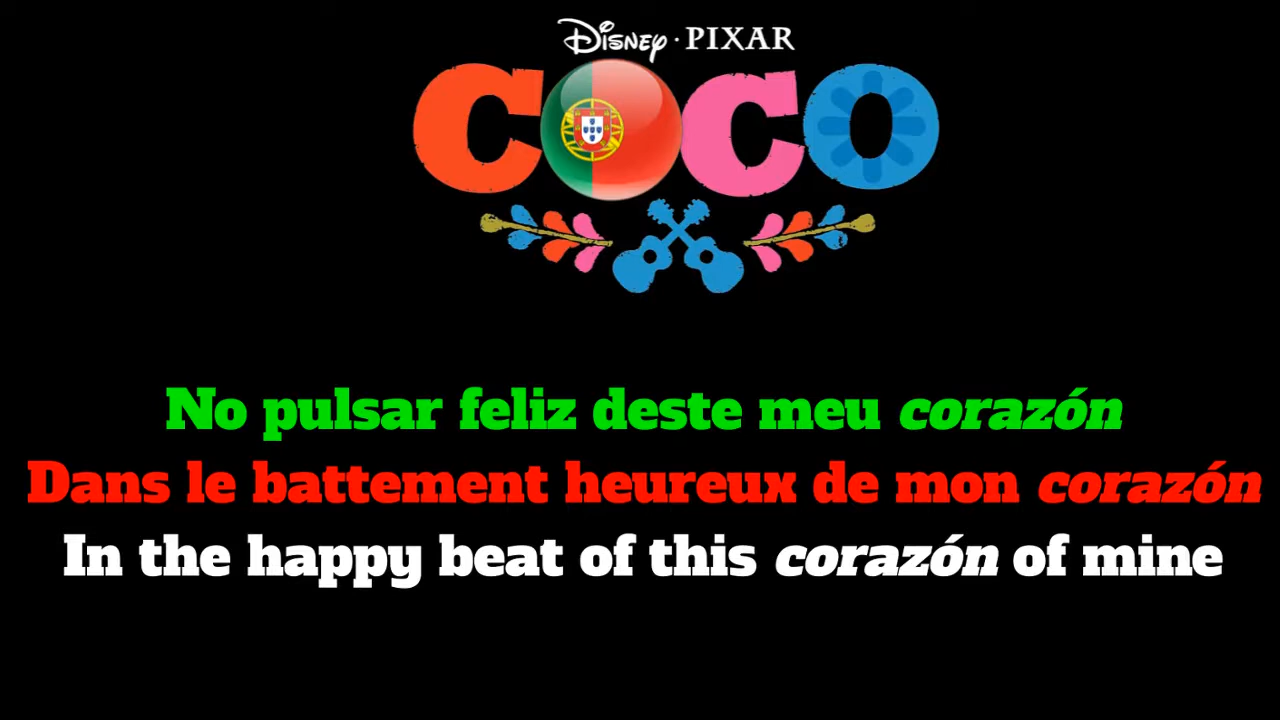 Disney · PIXAR
COCO
No pulsar feliz deste meu corazón
Dans le battement heureux de mon corazón
In the happy beat of this corazón of mine